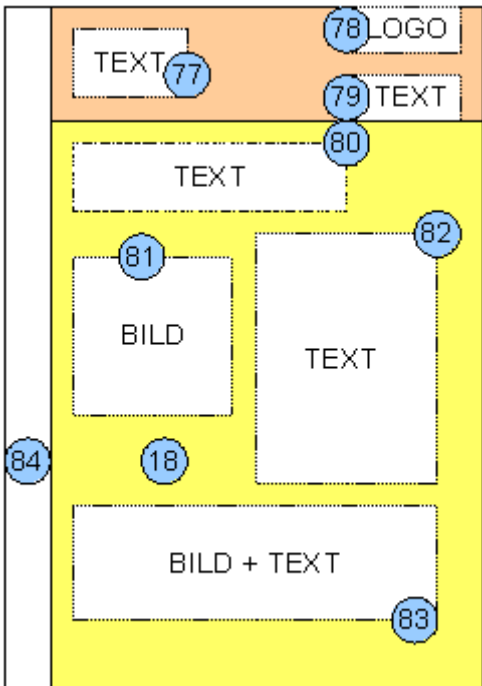 78 LOGO
TEXT 77
79 TEXT
80
TEXT
82
81
BILD
TEXT
84 18
BILD + TEXT
83